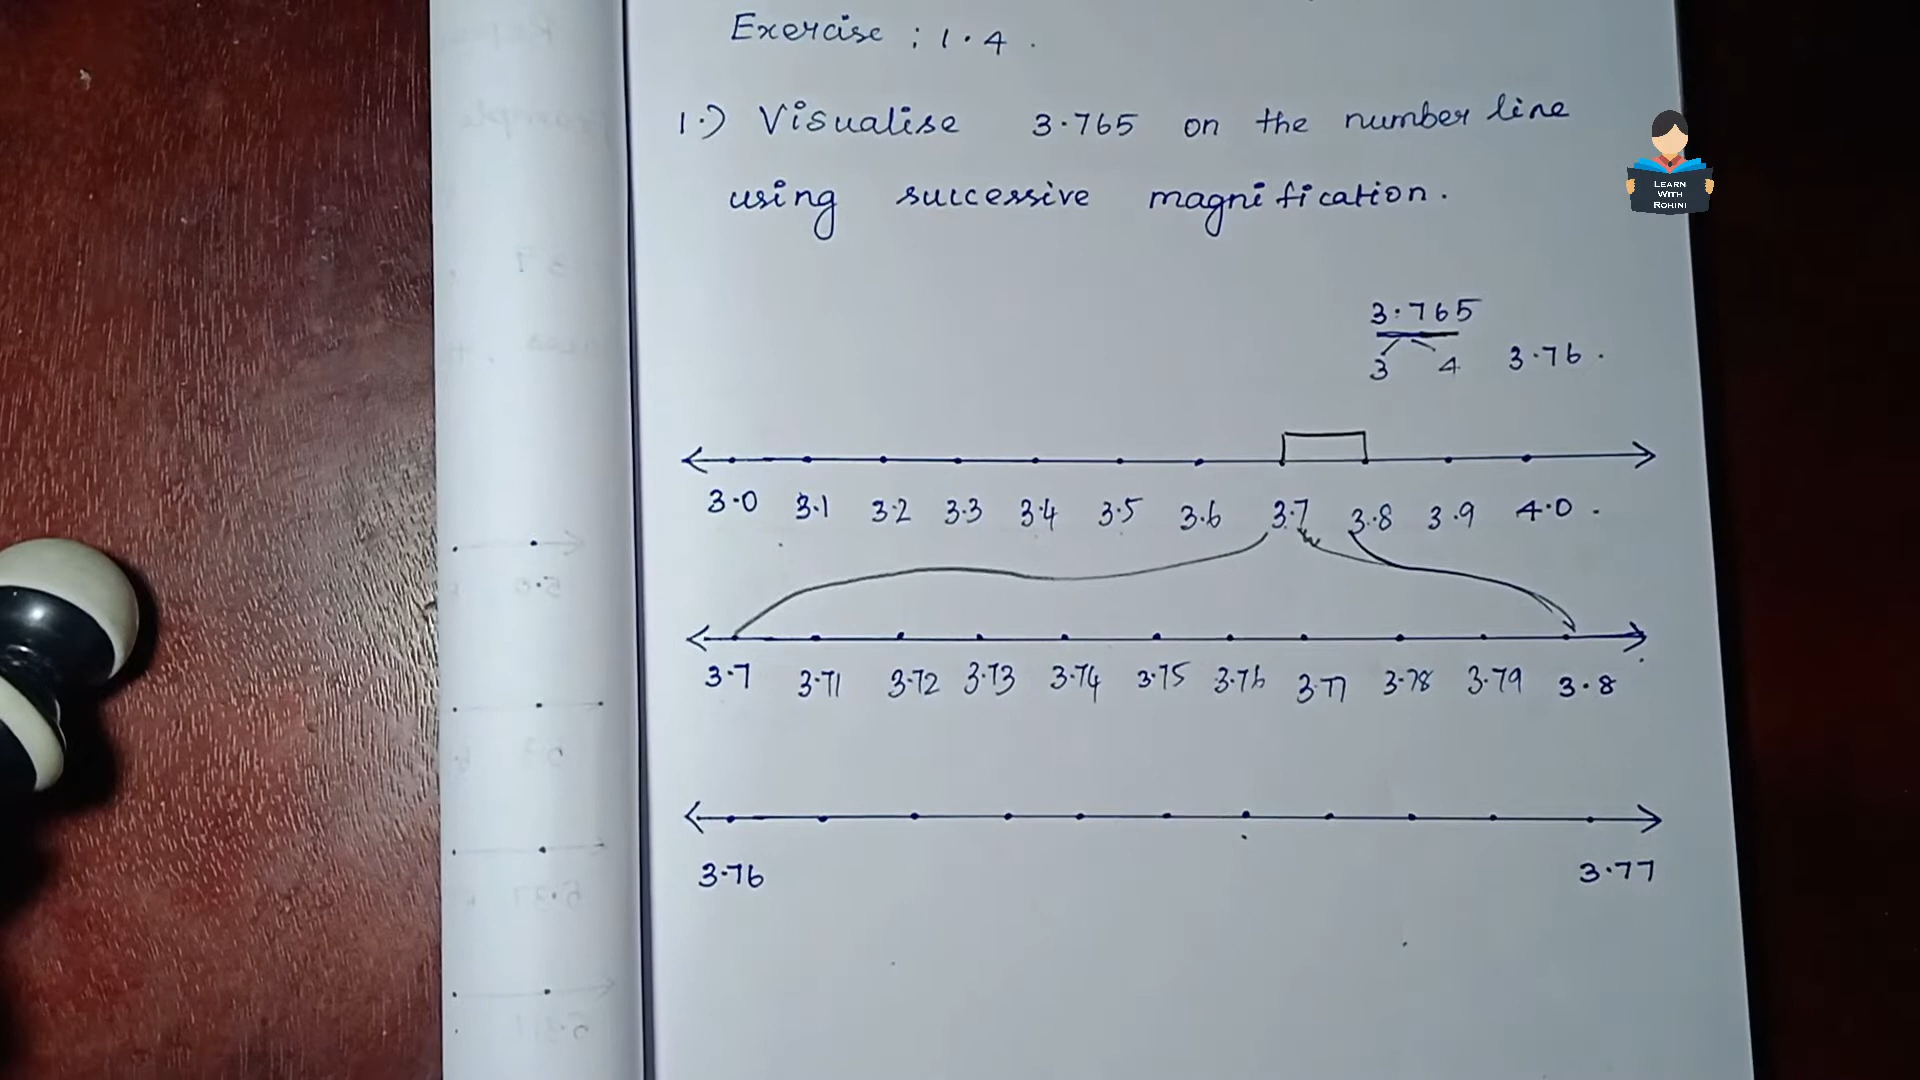 Exercise : 1.4 .
1.) Visualise 3.765 on the number line
using successive magnification.
LEARN
WITH
ROHINI
3.765
3 4 3.76 .
3.0 3.1 3.2 3.3 3.4 3.5 3.6 3.7 3.8 3.9 4.0 .
3.7 3.71 3.72 3.73 3.74 3.75 3.76 3.77 3.78 3.79 3.8
3.76 3.77